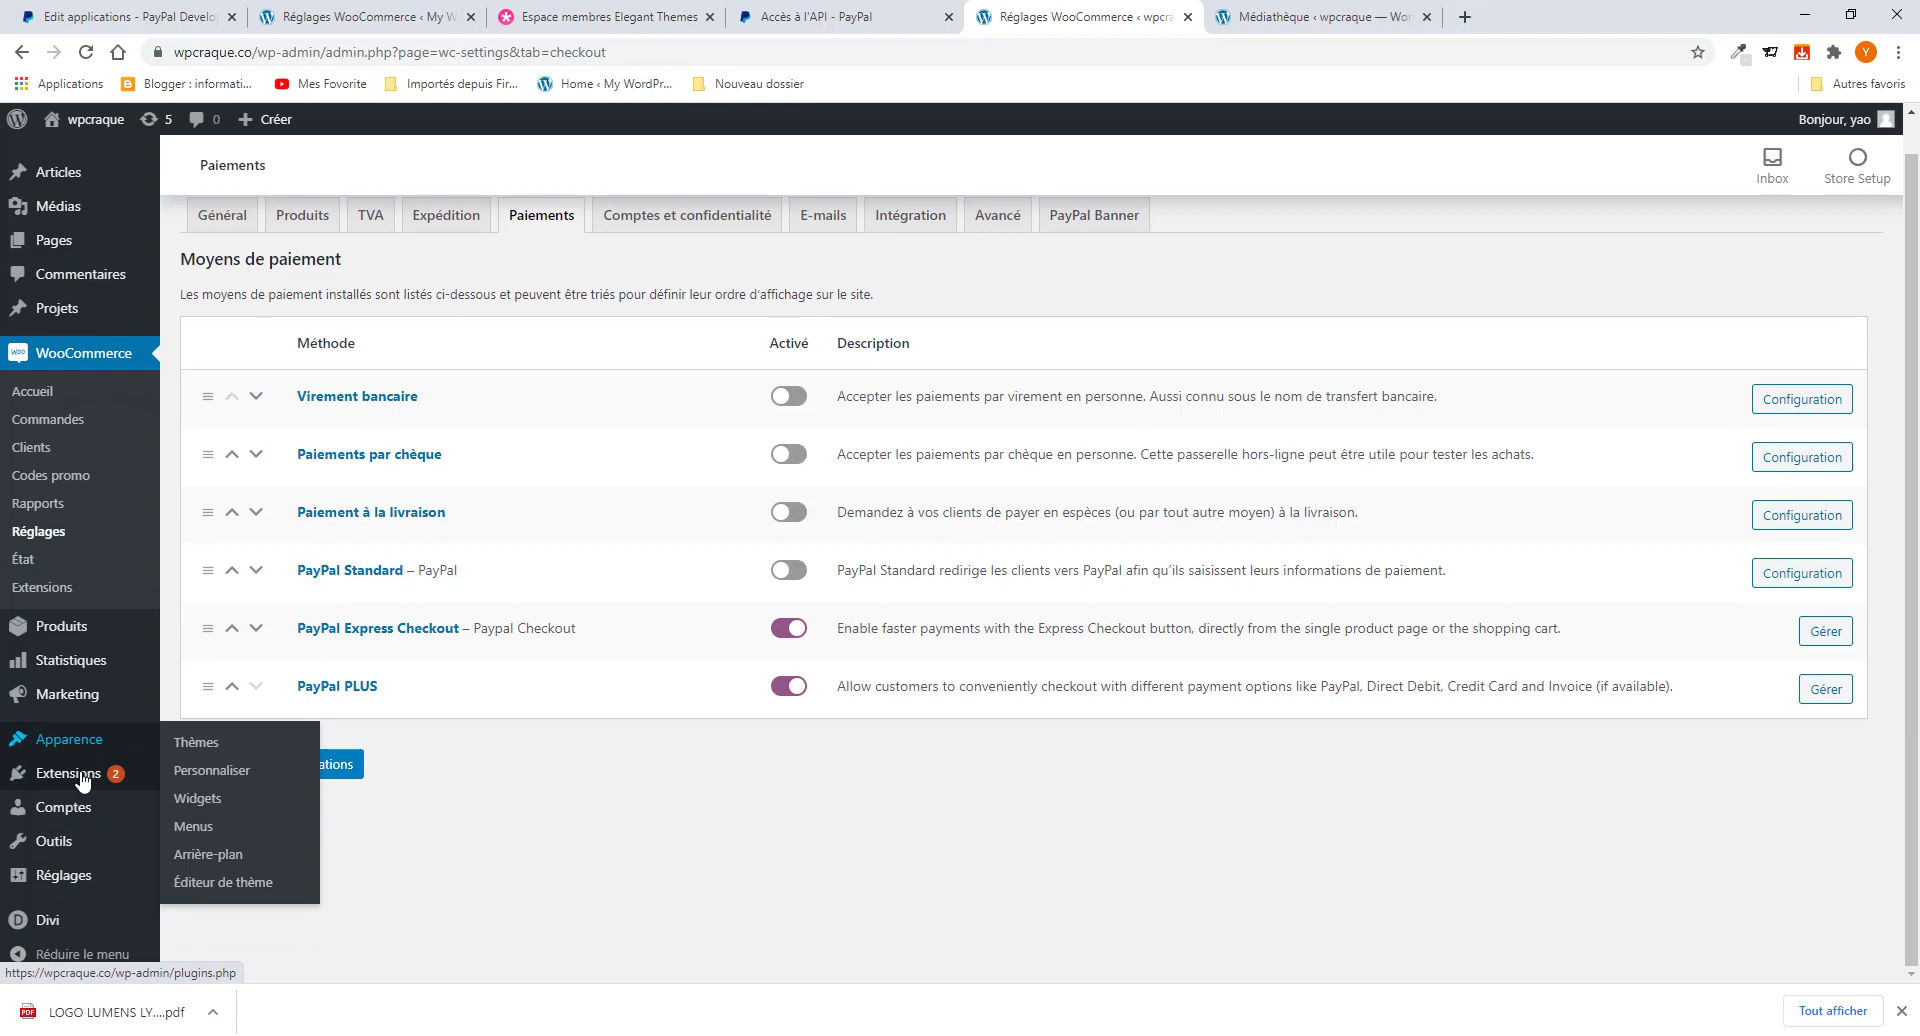 Edit applications - PayPal Develo
Réglages WooCommerce ‹ My W
Espace membres Elegant Themes
Accès à l'API - PayPal
Réglages WooCommerce ‹ wpcra
Médiathèque ‹ wpcraque — Wor
wpcraque.co/wp-admin/admin.php?page=wc-settings&tab=checkout
Y
Applications
Blogger : informati...
Mes Favorite
Importés depuis Fir...
Home ‹ My WordPr...
Nouveau dossier
Autres favoris
wpcraque
5
0
Créer
Bonjour, yao
Articles
Médias
Pages
Commentaires
Projets
WooCommerce
Accueil
Commandes
Clients
Codes promo
Rapports
Réglages
État
Extensions
Produits
Statistiques
Marketing
Apparence
Extensions 2
Comptes
Outils
Réglages
Divi
Réduire le menu
Thèmes
Personnaliser
Widgets
Menus
Arrière-plan
Éditeur de thème
Paiements
Inbox
Store Setup
Général
Produits
TVA
Expédition
Paiements
Comptes et confidentialité
E-mails
Intégration
Avancé
PayPal Banner
Moyens de paiement
Les moyens de paiement installés sont listés ci-dessous et peuvent être triés pour définir leur ordre d’affichage sur le site.
Méthode Activé Description
Virement bancaire Accepter les paiements par virement en personne. Aussi connu sous le nom de transfert bancaire. Configuration
Paiements par chèque Accepter les paiements par chèque en personne. Cette passerelle hors-ligne peut être utile pour tester les achats. Configuration
Paiement à la livraison Demandez à vos clients de payer en espèces (ou par tout autre moyen) à la livraison. Configuration
PayPal Standard – PayPal PayPal Standard redirige les clients vers PayPal afin qu’ils saisissent leurs informations de paiement. Configuration
PayPal Express Checkout – Paypal Checkout Enable faster payments with the Express Checkout button, directly from the single product page or the shopping cart. Gérer
PayPal PLUS Allow customers to conveniently checkout with different payment options like PayPal, Direct Debit, Credit Card and Invoice (if available). Gérer
ations
https://wpcraque.co/wp-admin/plugins.php
LOGO LUMENS LY....pdf
Tout afficher